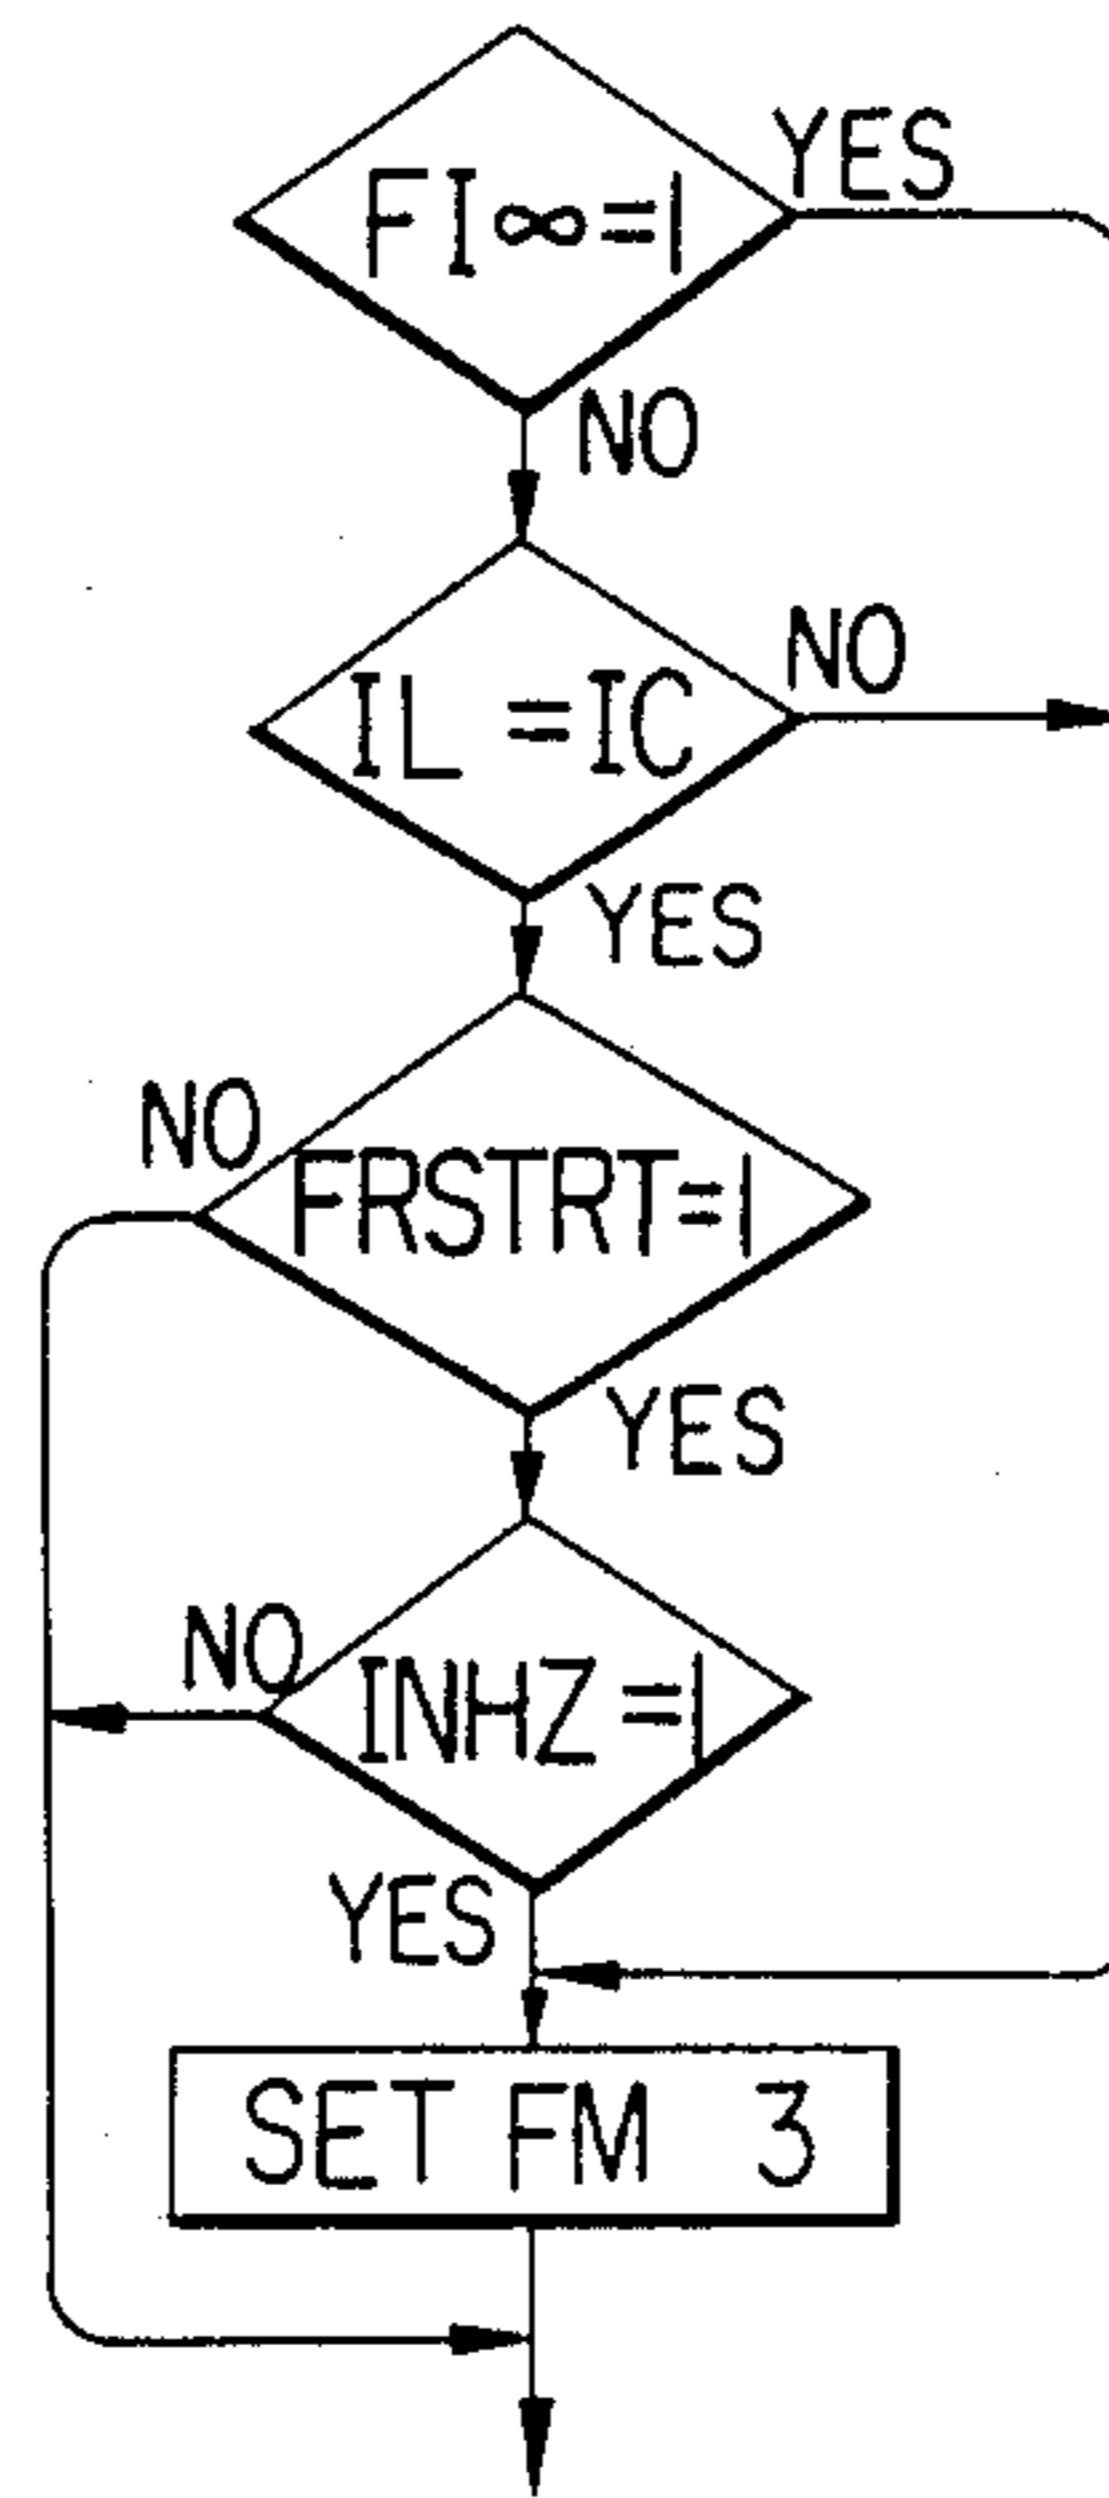 YES
FI∞=1
NO
NO
IL =IC
YES
NO
FRSTRT=1
YES
NO
INHZ=1
YES
SET FM 3